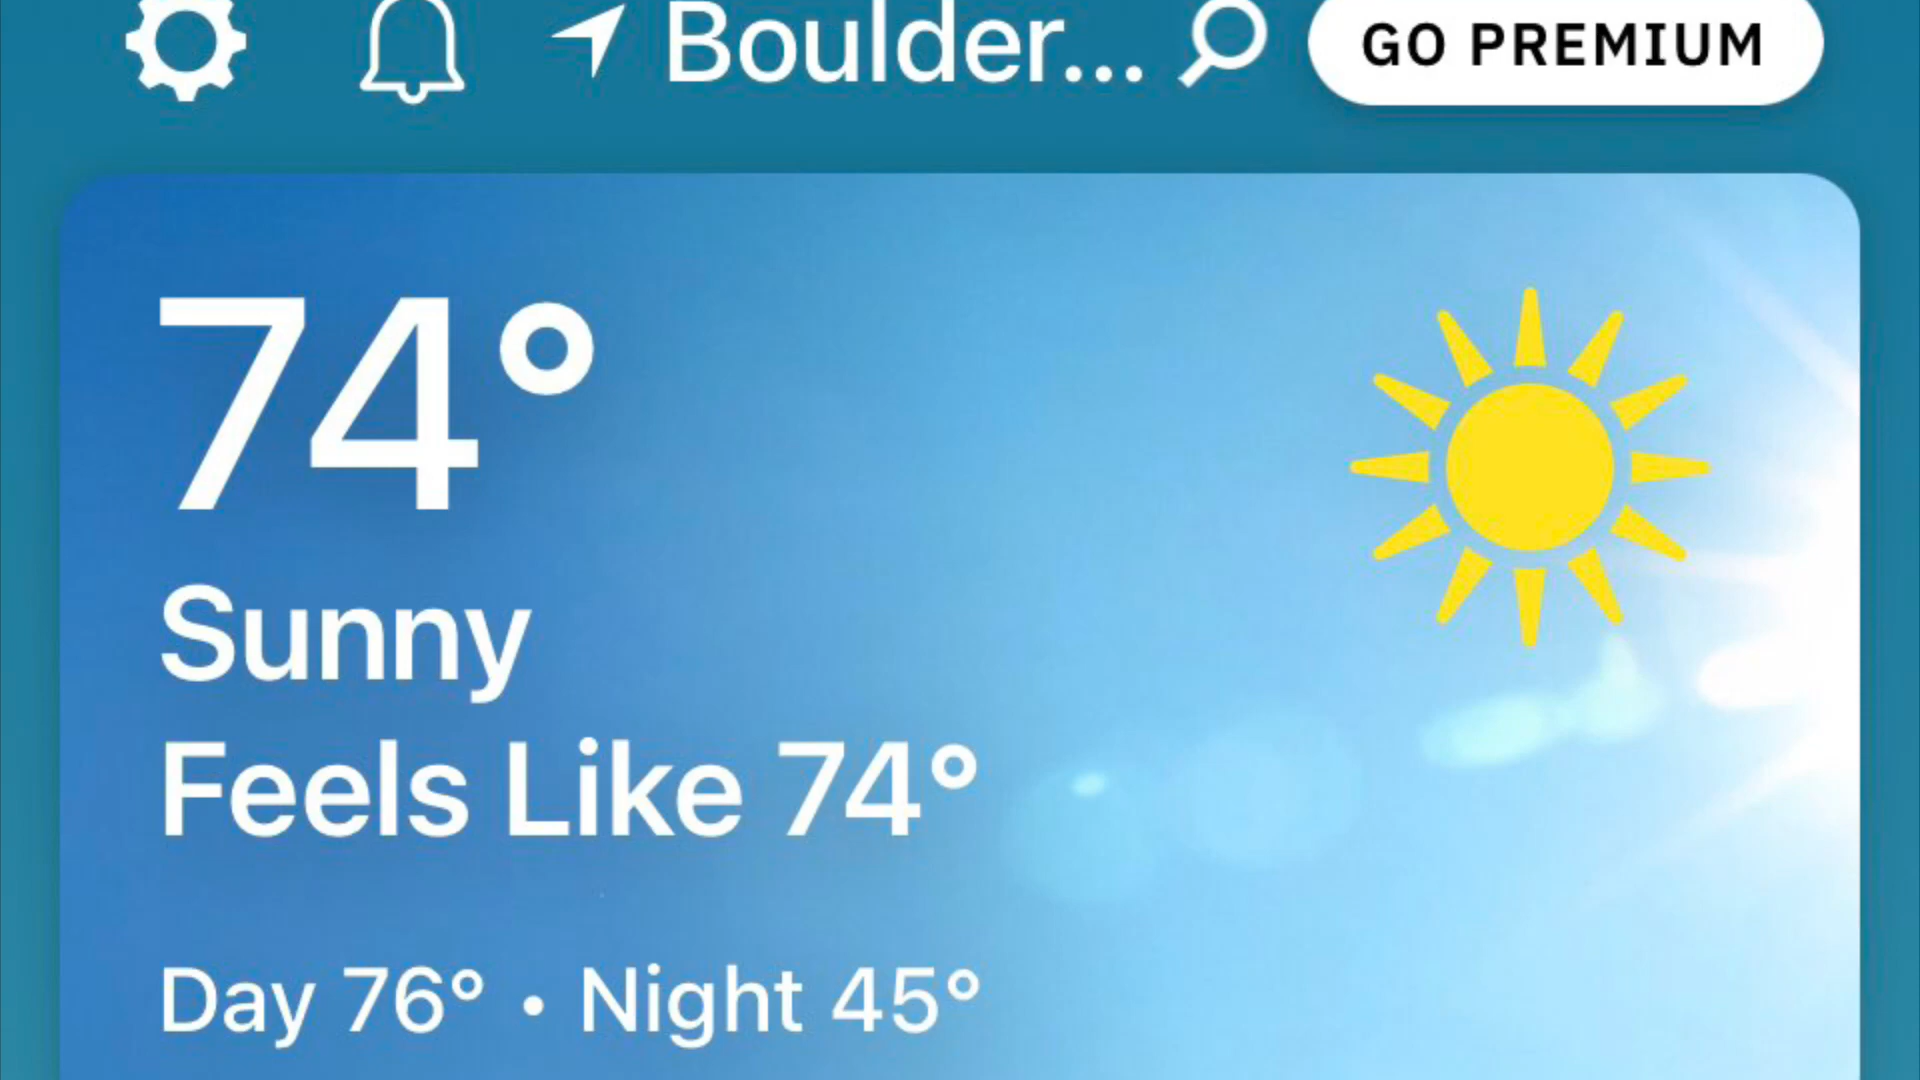 Boulder... GO PREMIUM
74°
Sunny
Feels Like 74°
Day 76° • Night 45°